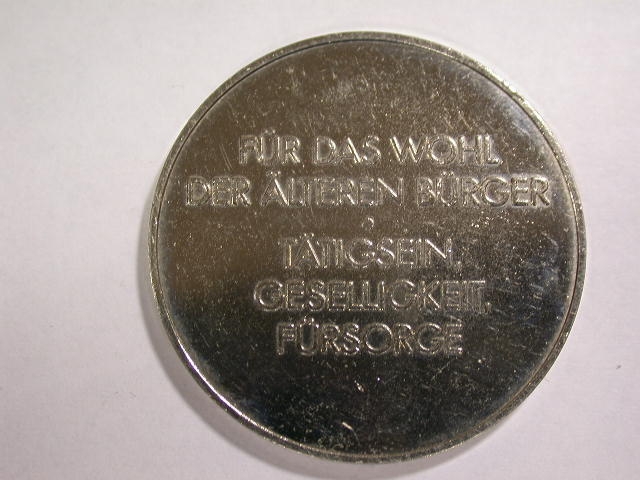 FÜR DAS WOHL
DER ÄLTEREN BÜRGER
◦
TÄTIGSEIN,
GESELLIGKEIT,
FÜRSORGE